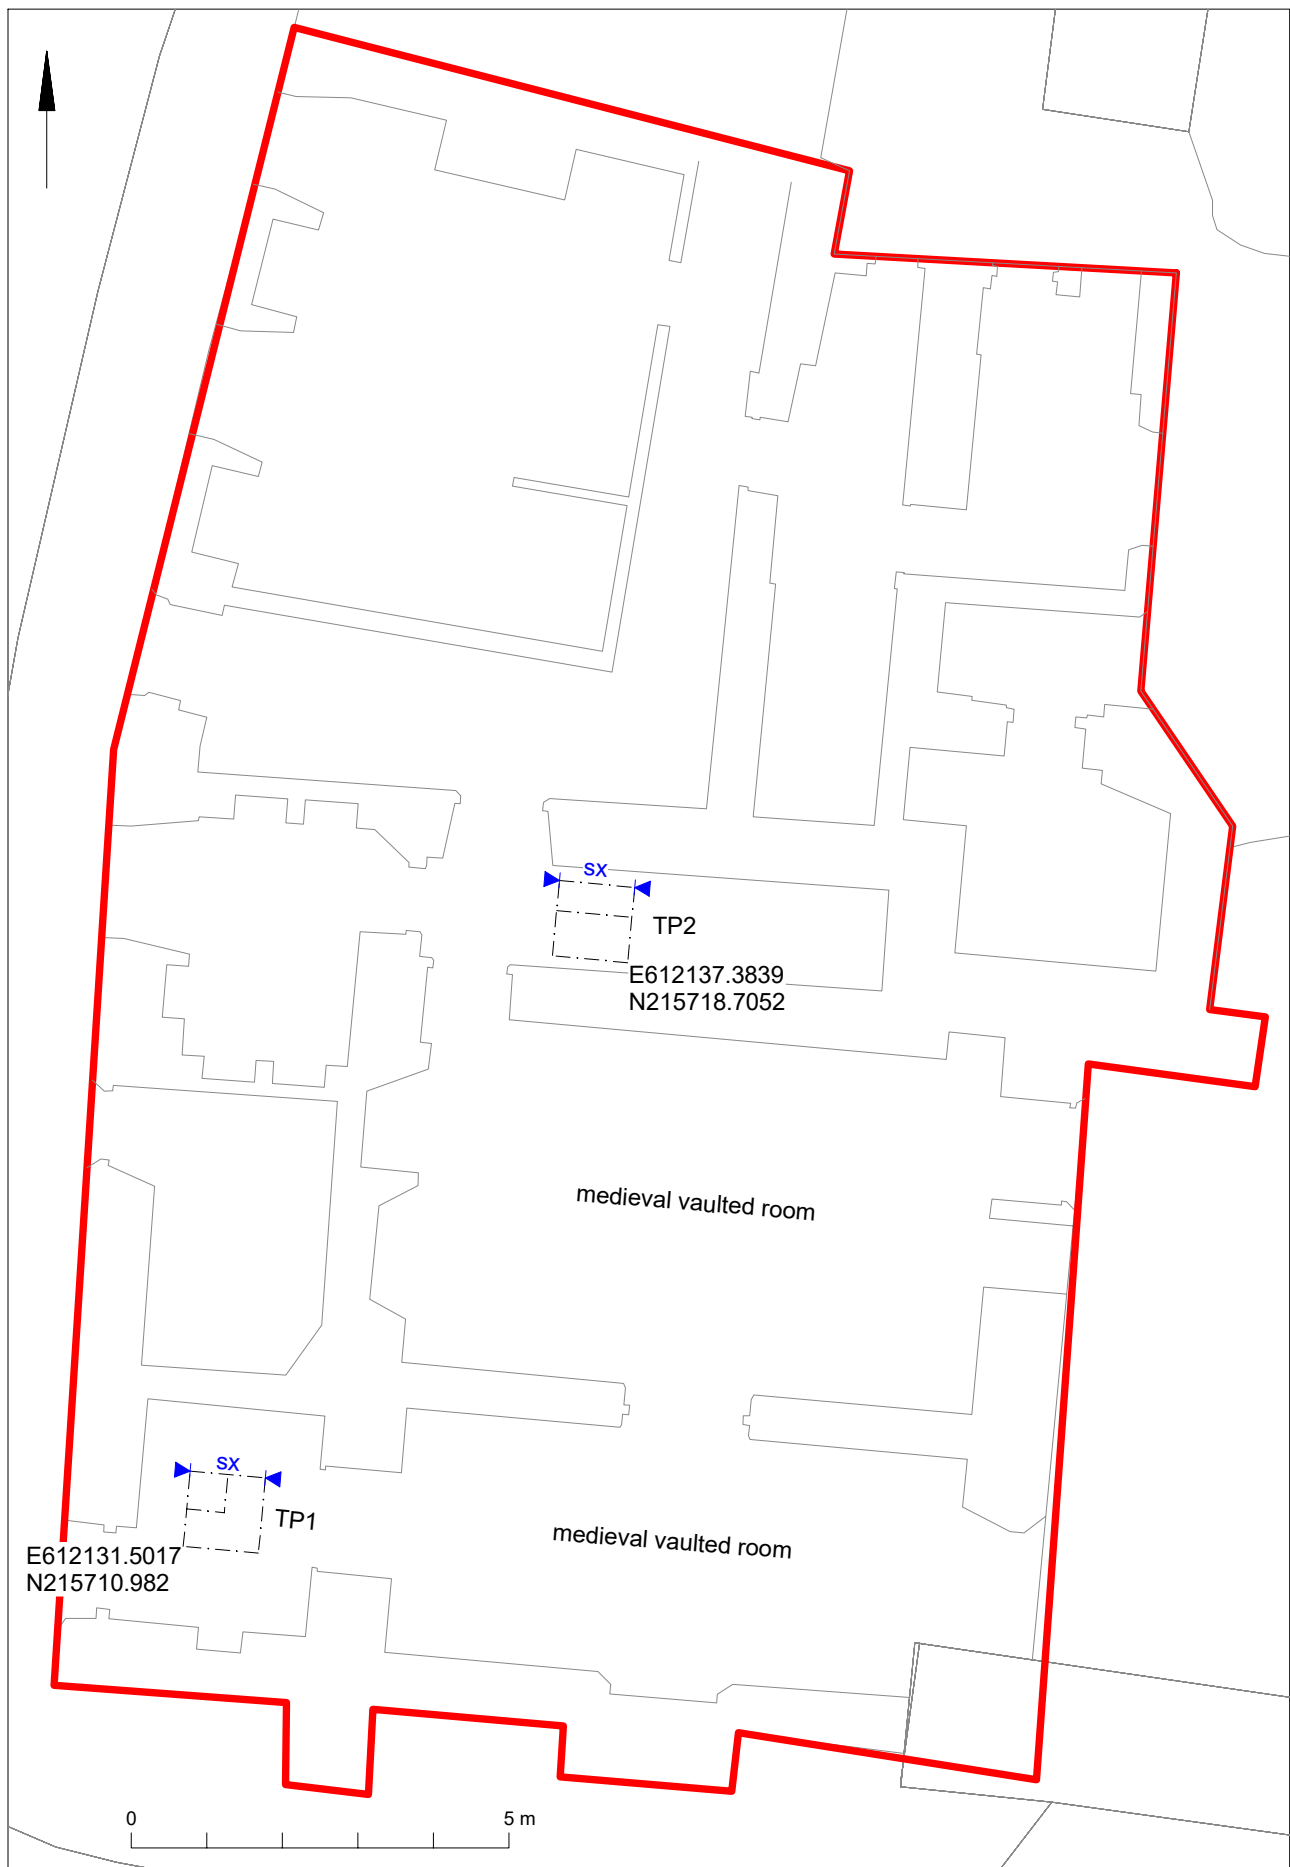 sx
TP2
E612137.3839
N215718.7052
medieval vaulted room
sx
TP1
medieval vaulted room
E612131.5017
N215710.982
0 5 m